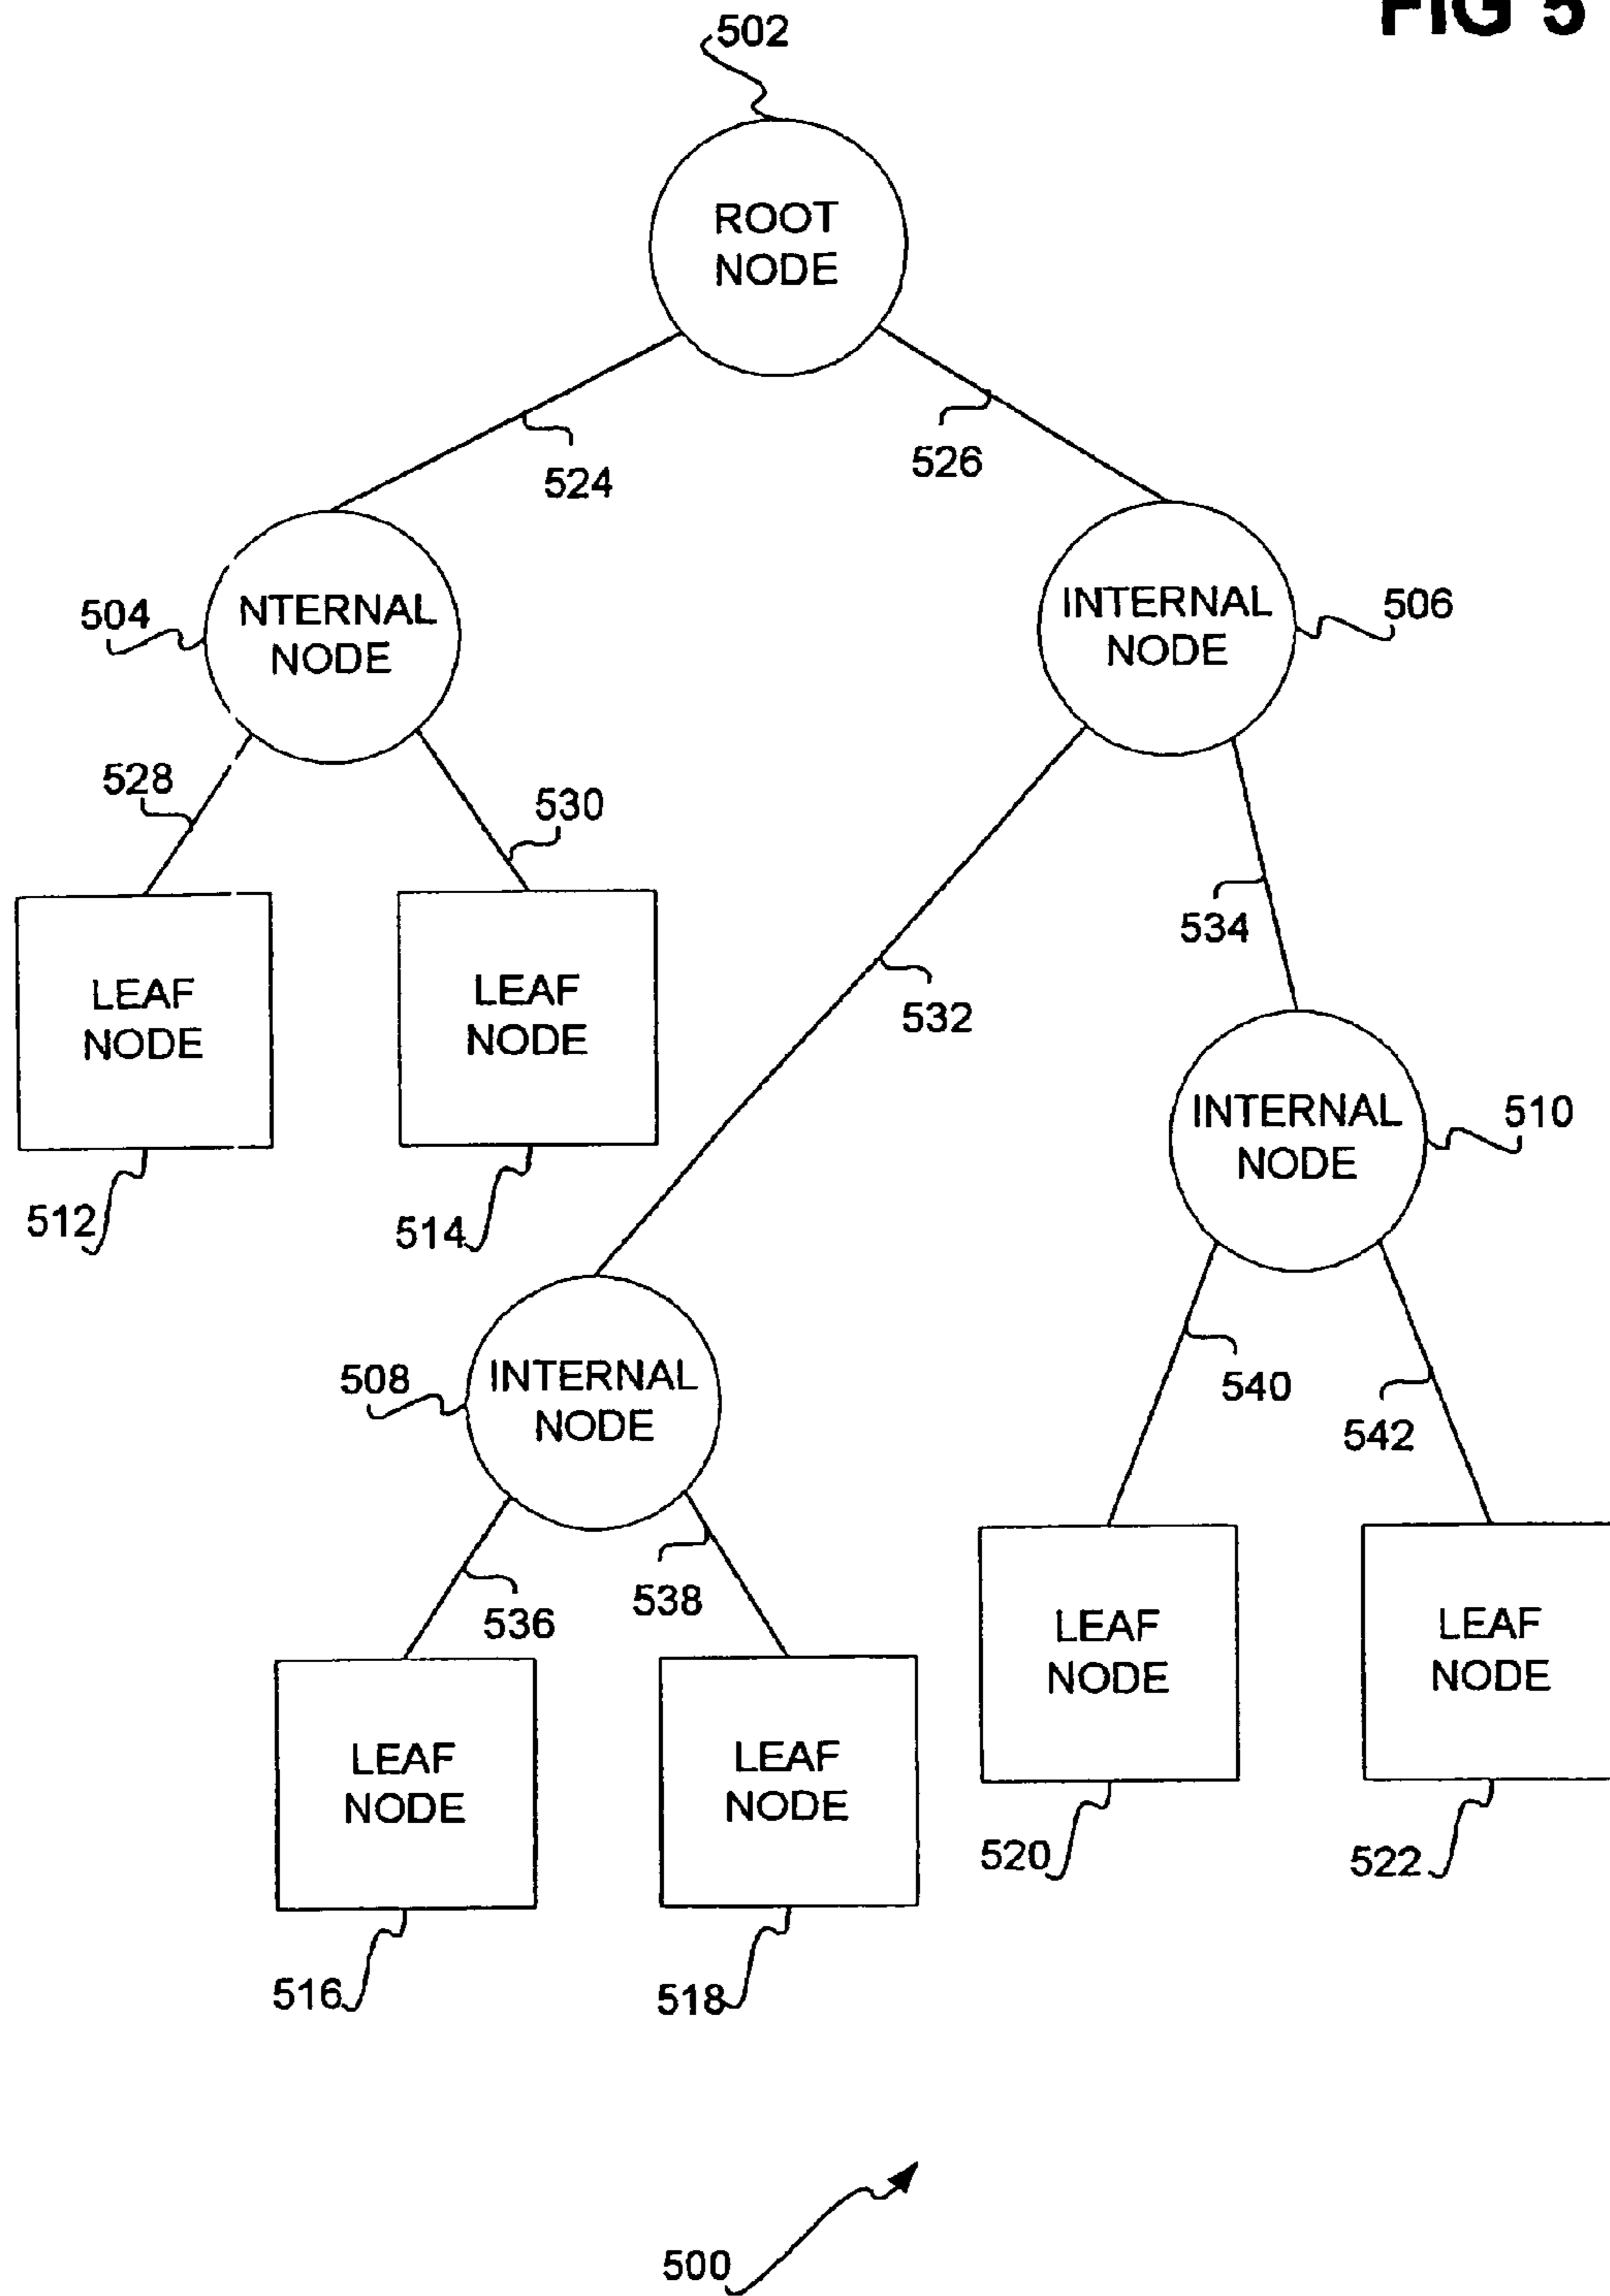 FIG 5
502
ROOT
NODE
524
526
504
NTERNAL
NODE
INTERNAL
NODE
506
528
530
534
532
LEAF
NODE
LEAF
NODE
INTERNAL
NODE
510
512
514
508
INTERNAL
NODE
540
542
536
538
LEAF
NODE
LEAF
NODE
LEAF
NODE
LEAF
NODE
520
522
516
518
500